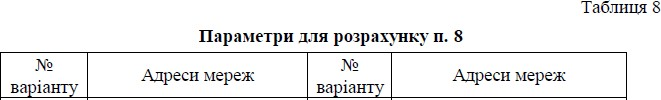 Таблиця 8
Параметри для розрахунку п. 8
№ варіанту
Адреси мереж
№ варіанту
Адреси мереж